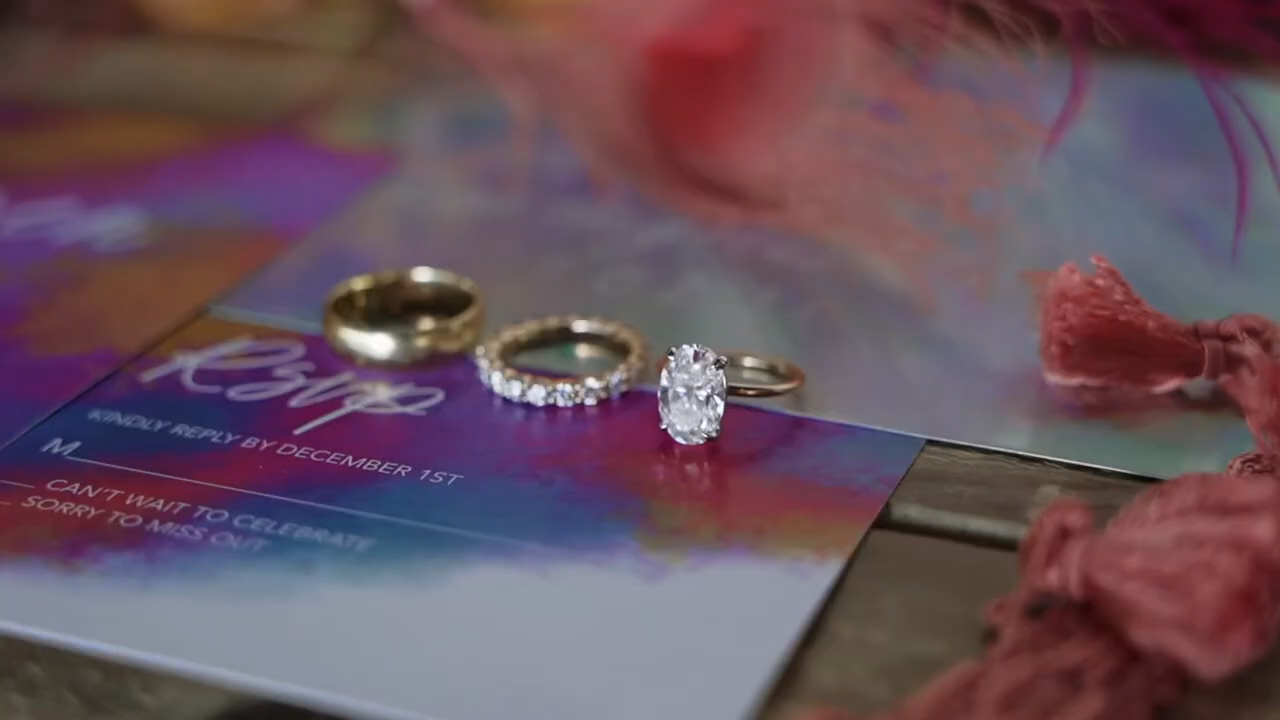 Rsvp
KINDLY REPLY BY DECEMBER 1ST
M
CAN'T WAIT TO CELEBRATE
SORRY TO MISS OUT